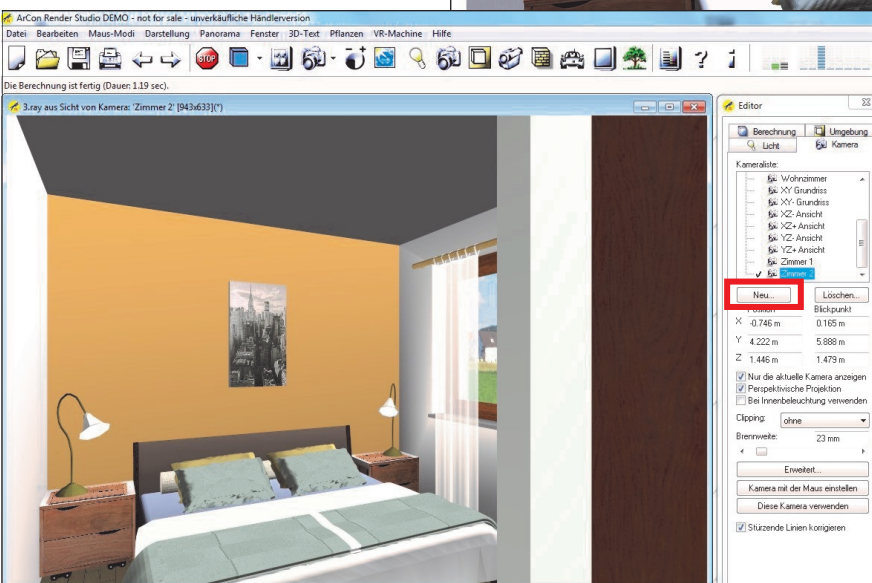 ArCon Render Studio DEMO - not for sale - unverkäufliche Händlerversion
Datei Bearbeiten Maus-Modi Darstellung Panorama Fenster 3D-Text Pflanzen VR-Machine Hilfe
STOP
Die Berechnung ist fertig (Dauer: 1.19 sec).
3.ray aus Sicht von Kamera: 'Zimmer 2' [943x633](*)
Editor
Berechnung Umgebung
Licht Kamera
Kameraliste:
Wohnzimmer
XY Grundriss
XY- Grundriss
XZ- Ansicht
XZ+ Ansicht
YZ- Ansicht
YZ+ Ansicht
Zimmer 1
Zimmer 2
Neu... Löschen...
Position Blickpunkt
X -0.746 m 0.165 m
Y 4.222 m 5.888 m
Z 1.446 m 1.479 m
Nur die aktuelle Kamera anzeigen
Perspektivische Projektion
Bei Innenbeleuchtung verwenden
Clipping: ohne
Brennweite: 23 mm
Erweitert...
Kamera mit der Maus einstellen
Diese Kamera verwenden
Stürzende Linien korrigieren